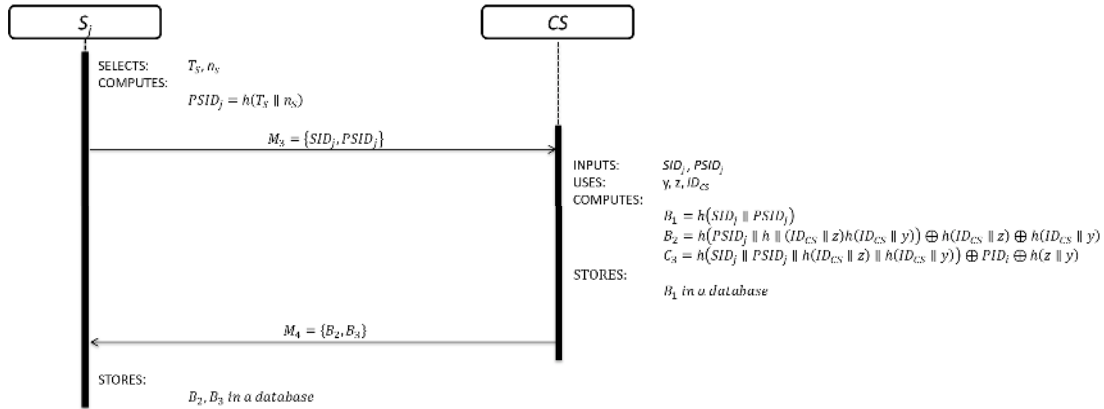 S_j
CS
SELECTS: T_S, n_S
COMPUTES:
PSID_j = h(T_S ∥ n_S)
M_3 = {SID_j, PSID_j}
INPUTS: SID_j, PSID_j
USES: y, z, ID_CS
COMPUTES:
B_1 = h(SID_j ∥ PSID_j)
B_2 = h(PSID_j ∥ h ∥ (ID_CS ∥ z)h(ID_CS ∥ y)) ⊕ h(ID_CS ∥ z) ⊕ h(ID_CS ∥ y)
C_3 = h(SID_j ∥ PSID_j ∥ h(ID_CS ∥ z) ∥ h(ID_CS ∥ y)) ⊕ PID_i ⊕ h(z ∥ y)
STORES:
B_1 in a database
M_4 = {B_2, B_3}
STORES:
B_2, B_3 in a database